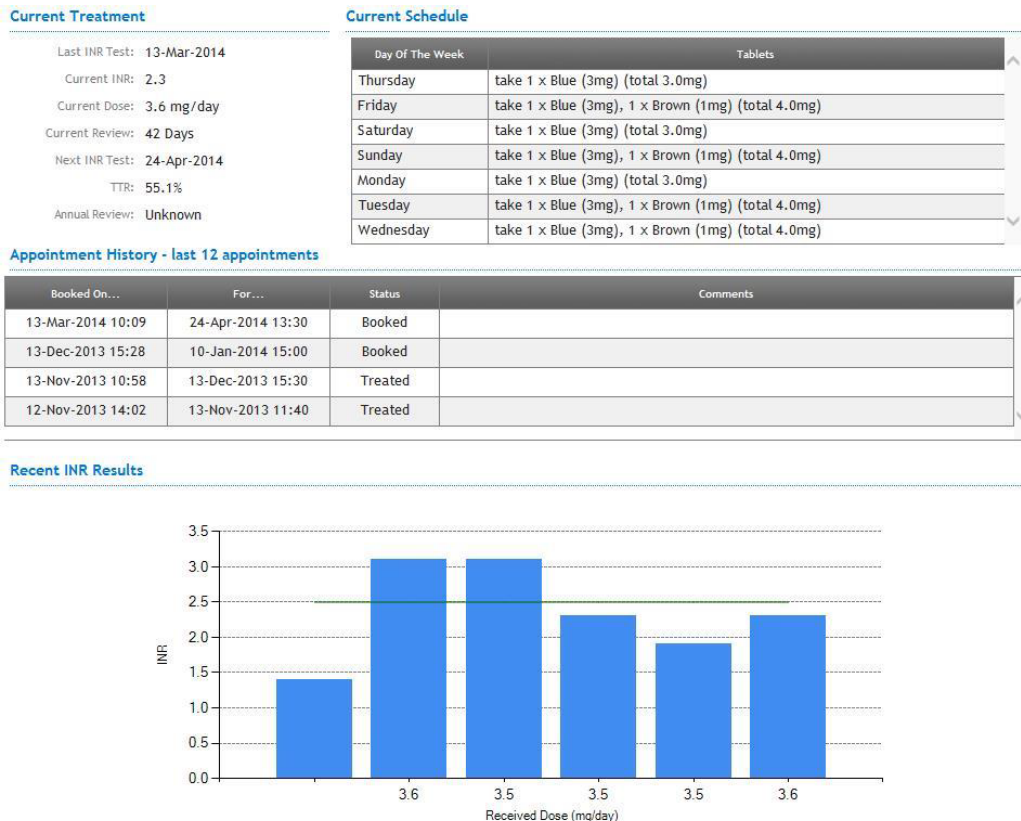 Current Treatment
Last INR Test: 13-Mar-2014
Current INR: 2.3
Current Dose: 3.6 mg/day
Current Review: 42 Days
Next INR Test: 24-Apr-2014
TTR: 55.1%
Annual Review: Unknown
Current Schedule
Day Of The Week Tablets
Thursday take 1 x Blue (3mg) (total 3.0mg)
Friday take 1 x Blue (3mg), 1 x Brown (1mg) (total 4.0mg)
Saturday take 1 x Blue (3mg) (total 3.0mg)
Sunday take 1 x Blue (3mg), 1 x Brown (1mg) (total 4.0mg)
Monday take 1 x Blue (3mg) (total 3.0mg)
Tuesday take 1 x Blue (3mg), 1 x Brown (1mg) (total 4.0mg)
Wednesday take 1 x Blue (3mg), 1 x Brown (1mg) (total 4.0mg)
Appointment History - last 12 appointments
Booked On... For... Status Comments
13-Mar-2014 10:09 24-Apr-2014 13:30 Booked
13-Dec-2013 15:28 10-Jan-2014 15:00 Booked
13-Nov-2013 10:58 13-Dec-2013 15:30 Treated
12-Nov-2013 14:02 13-Nov-2013 11:40 Treated
Recent INR Results
3.5
3.0
2.5
2.0
1.5
1.0
0.5
0.0
INR
3.6 3.5 3.5 3.5 3.6
Received Dose (mg/day)